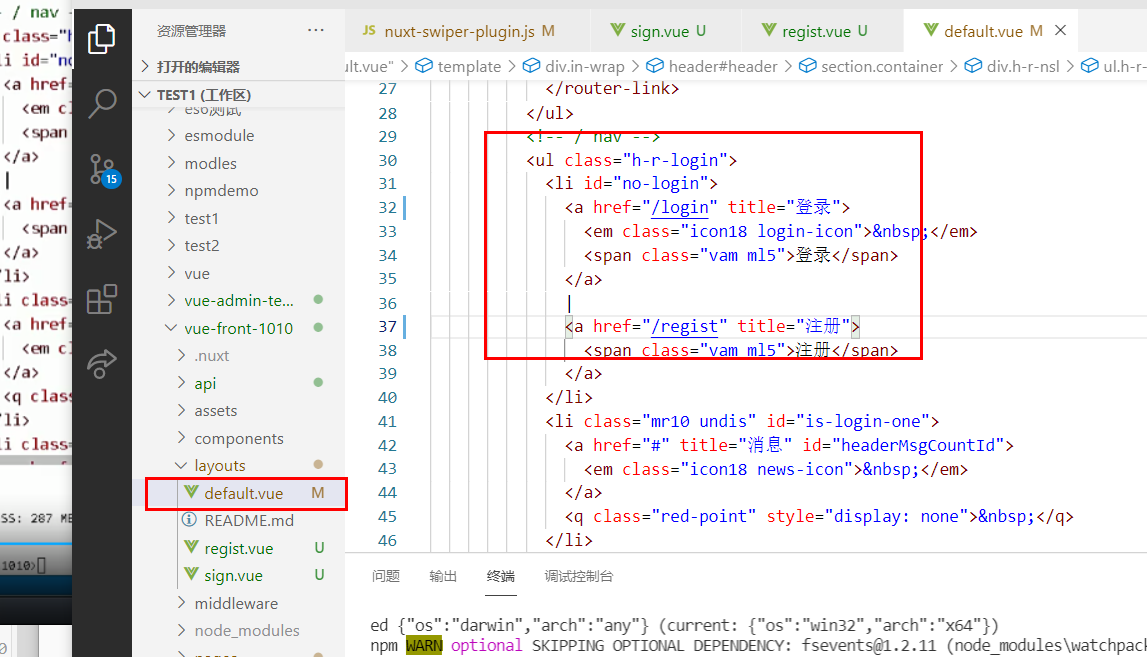 / nav
class="h
li id="no
<a href=
<em cl
<span
</a>
|
<a href=
<span
</a>
/li>
li class=
<a href=
<em cl
</a>
<q class
/li>
li class=
SS: 287 ME
1010>
15
资源管理器 ···
打开的编辑器
TEST1 (工作区)
es6测试
esmodule
modles
npmdemo
test1
test2
vue
vue-admin-te...
vue-front-1010
.nuxt
api
assets
components
layouts
default.vue M
README.md
regist.vue U
sign.vue U
middleware
node_modules
JS nuxt-swiper-plugin.js M sign.vue U regist.vue U default.vue M
ult.vue" > template > div.in-wrap > header#header > section.container > div.h-r-nsl > ul.h-r-
27 </router-link>
28 </ul>
29 <!-- / nav -->
30 <ul class="h-r-login">
31 <li id="no-login">
32 <a href="/login" title="登录">
33 <em class="icon18 login-icon">&nbsp;</em>
34 <span class="vam ml5">登录</span>
35 </a>
36 |
37 <a href="/regist" title="注册">
38 <span class="vam ml5">注册</span>
39 </a>
40 </li>
41 <li class="mr10 undis" id="is-login-one">
42 <a href="#" title="消息" id="headerMsgCountId">
43 <em class="icon18 news-icon">&nbsp;</em>
44 </a>
45 <q class="red-point" style="display: none">&nbsp;</q>
46 </li>
问题 输出 终端 调试控制台
ed {"os":"darwin","arch":"any"} (current: {"os":"win32","arch":"x64"})
npm WARN optional SKIPPING OPTIONAL DEPENDENCY: fsevents@1.2.11 (node_modules\watchpac